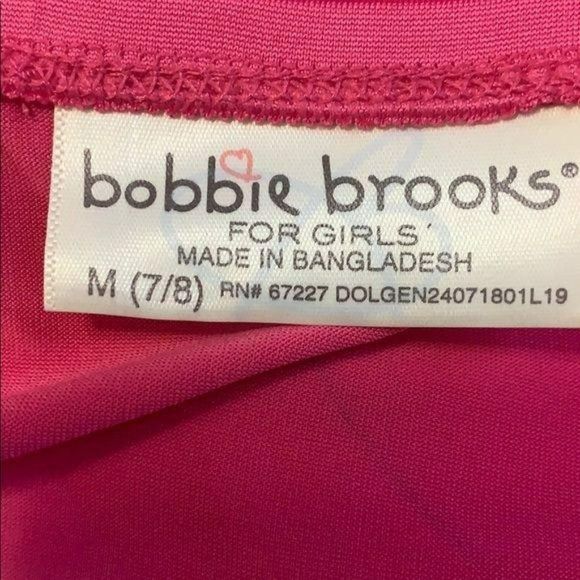 bobbie brooks®
FOR GIRLS'
MADE IN BANGLADESH
M (7/8) RN# 67227 DOLGEN24071801L19